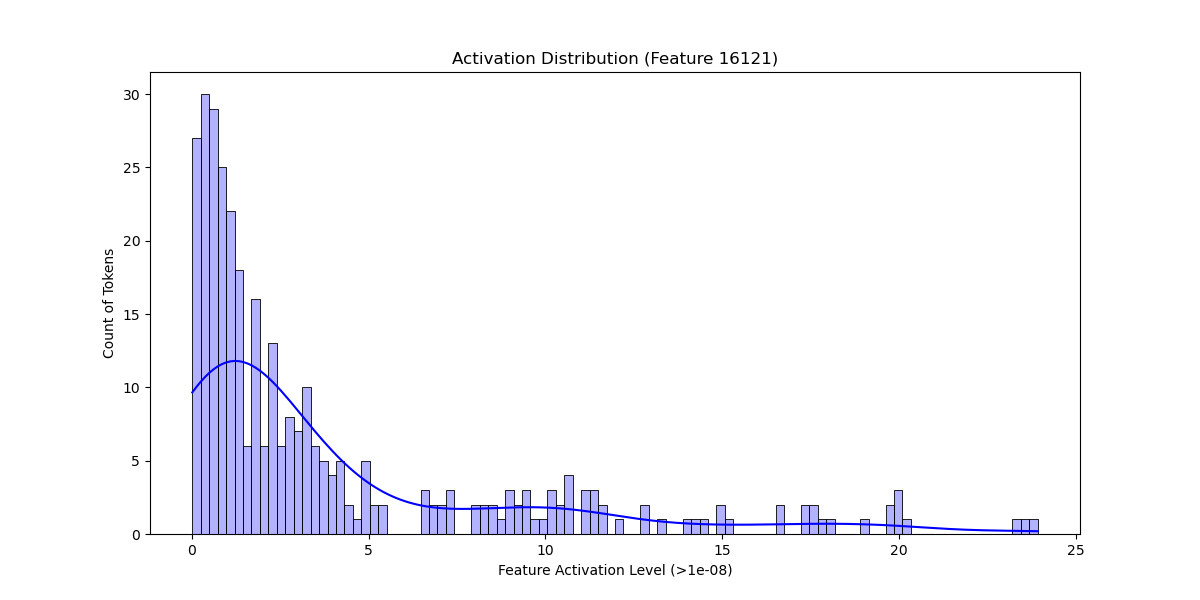 Activation Distribution (Feature 16121)
30
25
20
15
10
5
0
Count of Tokens
0 5 10 15 20 25
Feature Activation Level (>1e-08)